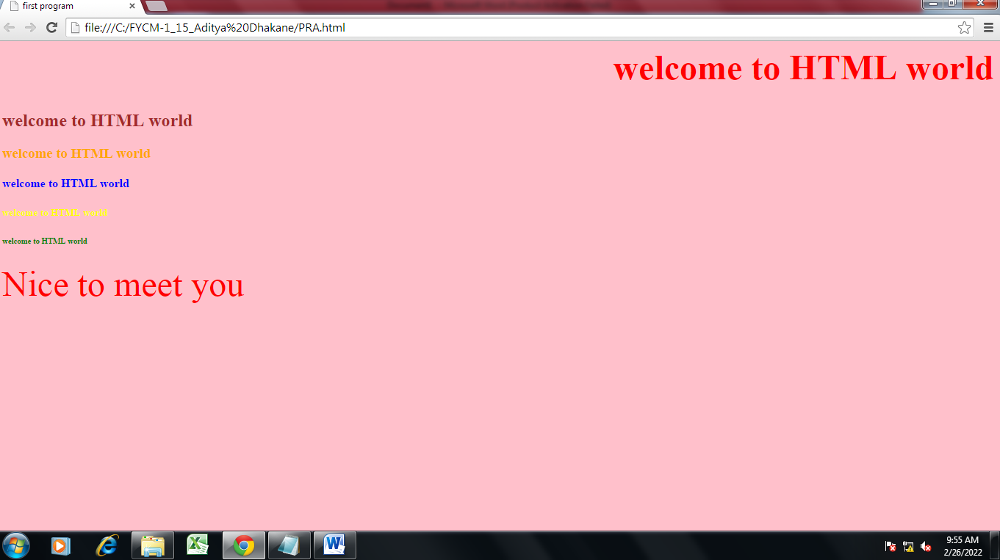 first program
file:///C:/FYCM-1_15_Aditya%20Dhakane/PRA.html
welcome to HTML world
welcome to HTML world
welcome to HTML world
welcome to HTML world
welcome to HTML world
welcome to HTML world
Nice to meet you
9:55 AM
2/26/2022